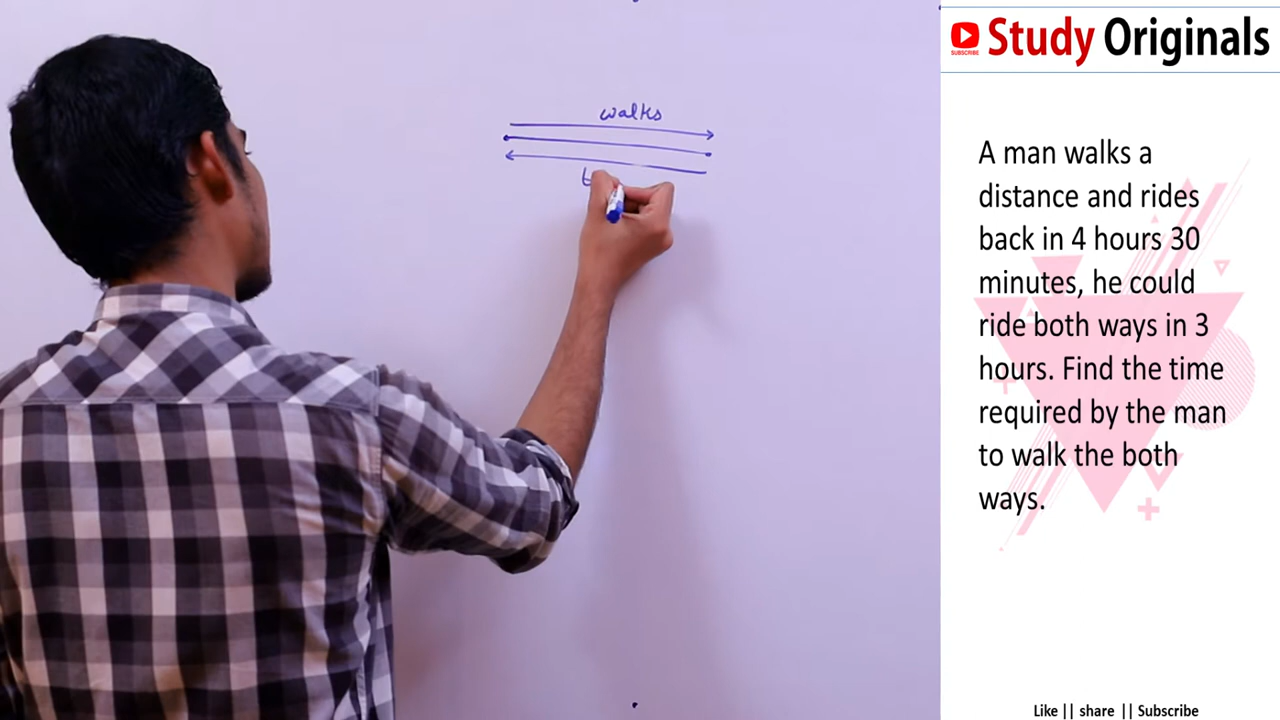 walks
SUBSCRIBE
Study Originals
A man walks a
distance and rides
back in 4 hours 30
minutes, he could
ride both ways in 3
hours. Find the time
required by the man
to walk the both
ways.
Like || share || Subscribe